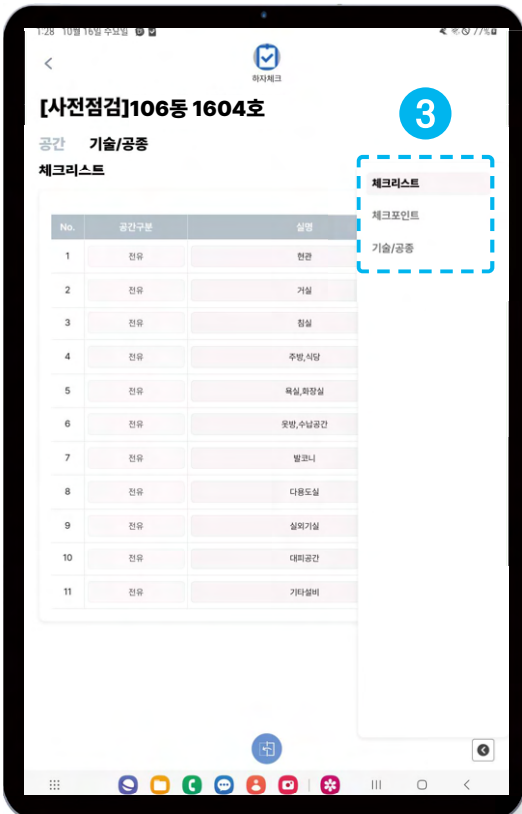 1:28 10월 16일 수요일 77%
하자체크
[사전점검]106동 1604호
3
공간 기술/공종
체크리스트
체크리스트
체크포인트
기술/공종
No. 공간구분 실명
1 전유 현관
2 전유 거실
3 전유 침실
4 전유 주방,식당
5 전유 욕실,화장실
6 전유 옷방,수납공간
7 전유 발코니
8 전유 다용도실
9 전유 실외기실
10 전유 대피공간
11 전유 기타설비